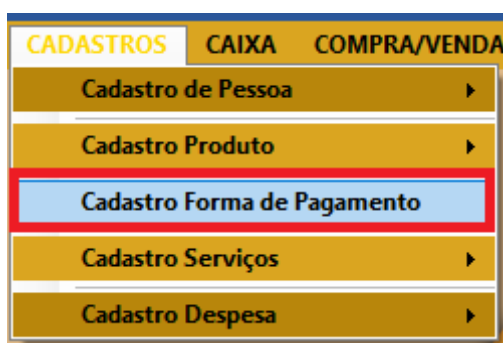 CADASTROS CAIXA COMPRA/VENDA
Cadastro de Pessoa
Cadastro Produto
Cadastro Forma de Pagamento
Cadastro Serviços
Cadastro Despesa